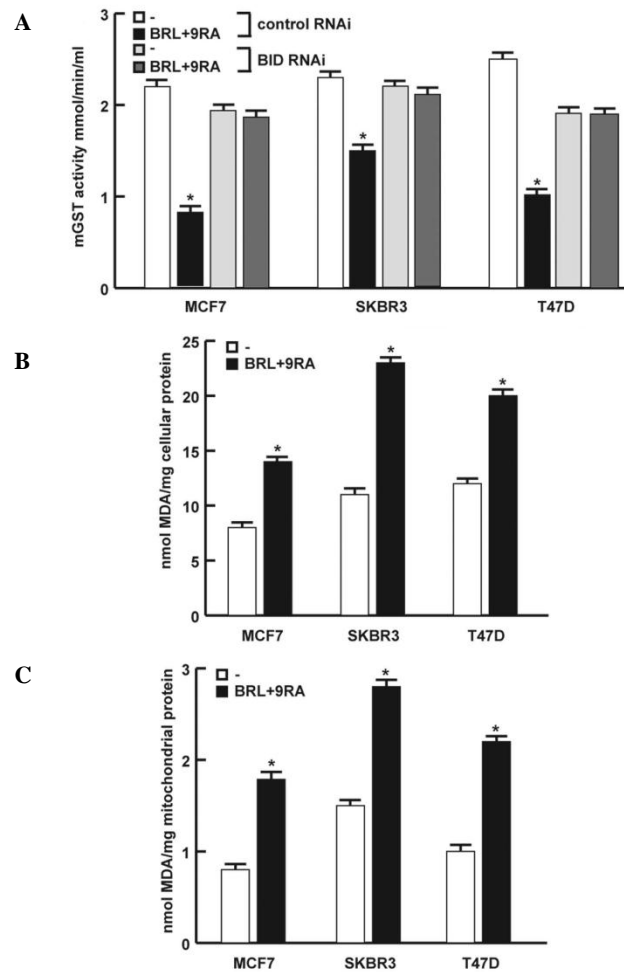 A
mGST activity mmol/min/ml
3
2
1
0
-
BRL+9RA
control RNAi
-
BRL+9RA
BID RNAi
*
*
*
MCF7
SKBR3
T47D
B
nmol MDA/mg cellular protein
25
20
15
10
5
0
-
BRL+9RA
*
*
*
MCF7
SKBR3
T47D
C
nmol MDA/mg mitochondrial protein
3
2
1
0
-
BRL+9RA
*
*
*
MCF7
SKBR3
T47D